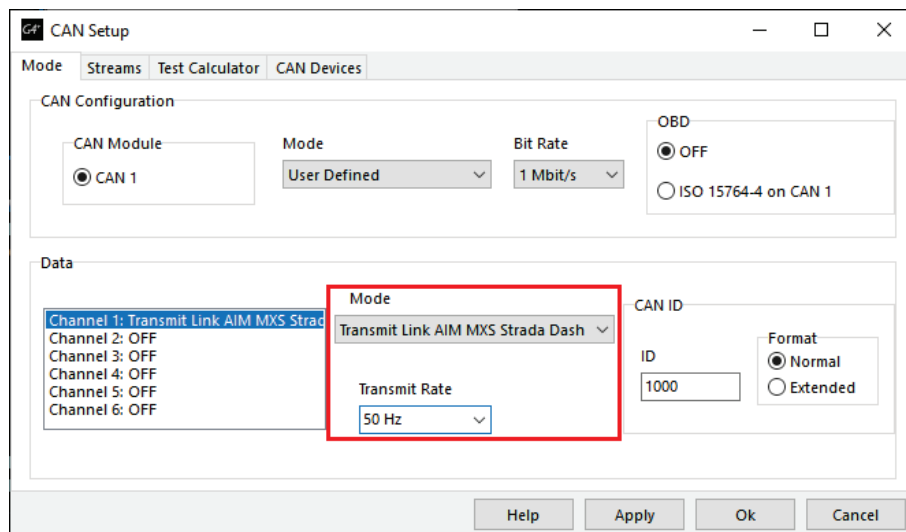 G4+ CAN Setup
Mode Streams Test Calculator CAN Devices
CAN Configuration
CAN Module
CAN 1
Mode
User Defined
Bit Rate
1 Mbit/s
OBD
OFF
ISO 15764-4 on CAN 1
Data
Channel 1: Transmit Link AIM MXS Strad
Channel 2: OFF
Channel 3: OFF
Channel 4: OFF
Channel 5: OFF
Channel 6: OFF
Mode
Transmit Link AIM MXS Strada Dash
Transmit Rate
50 Hz
CAN ID
ID
1000
Format
Normal
Extended
Help Apply Ok Cancel